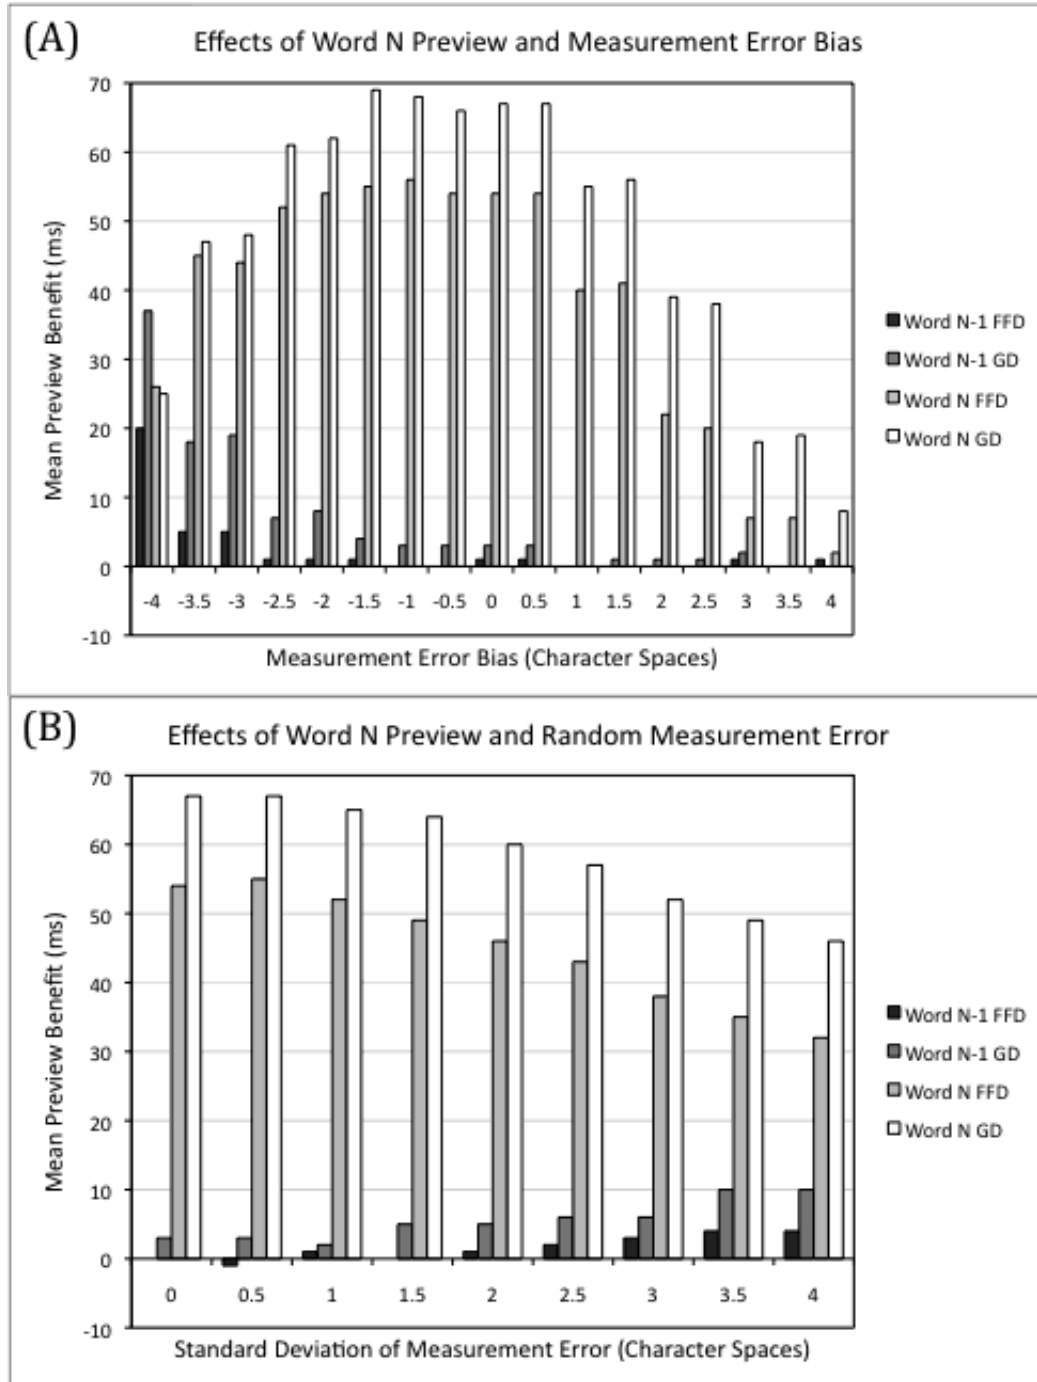 (A)
Effects of Word N Preview and Measurement Error Bias
70
60
50
40
30
20
10
0
-10
Mean Preview Benefit (ms)
-4 -3.5 -3 -2.5 -2 -1.5 -1 -0.5 0 0.5 1 1.5 2 2.5 3 3.5 4
Measurement Error Bias (Character Spaces)
Word N-1 FFD
Word N-1 GD
Word N FFD
Word N GD
(B)
Effects of Word N Preview and Random Measurement Error
70
60
50
40
30
20
10
0
-10
Mean Preview Benefit (ms)
0 0.5 1 1.5 2 2.5 3 3.5 4
Standard Deviation of Measurement Error (Character Spaces)
Word N-1 FFD
Word N-1 GD
Word N FFD
Word N GD